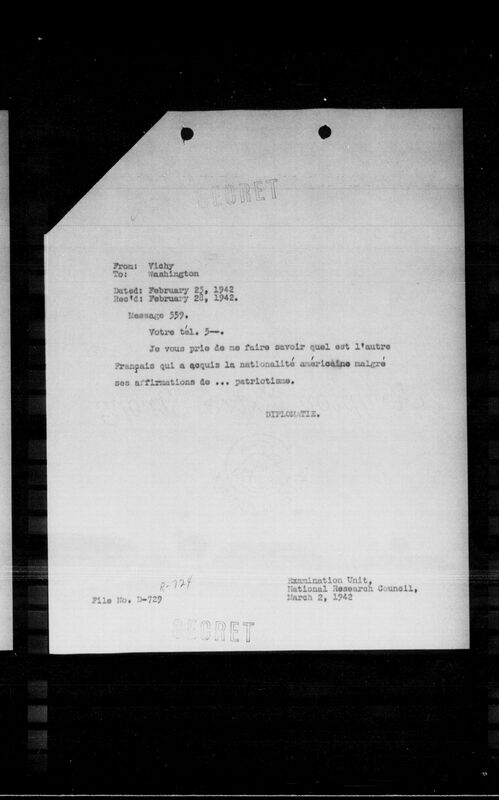 SECRET
From: Vichy
To: Washington
Dated: February 25, 1942
Rec'd: February 28, 1942.
Message 559.
Votre tél. 5--.
Je vous prie de me faire savoir quel est l'autre
Français qui a acquis la nationalité américaine malgré
ses affirmations de ... patriotisme.
DIPLOMATIE.
R-724
Examination Unit,
National Research Council,
File No. D-729
March 2, 1942
SECRET